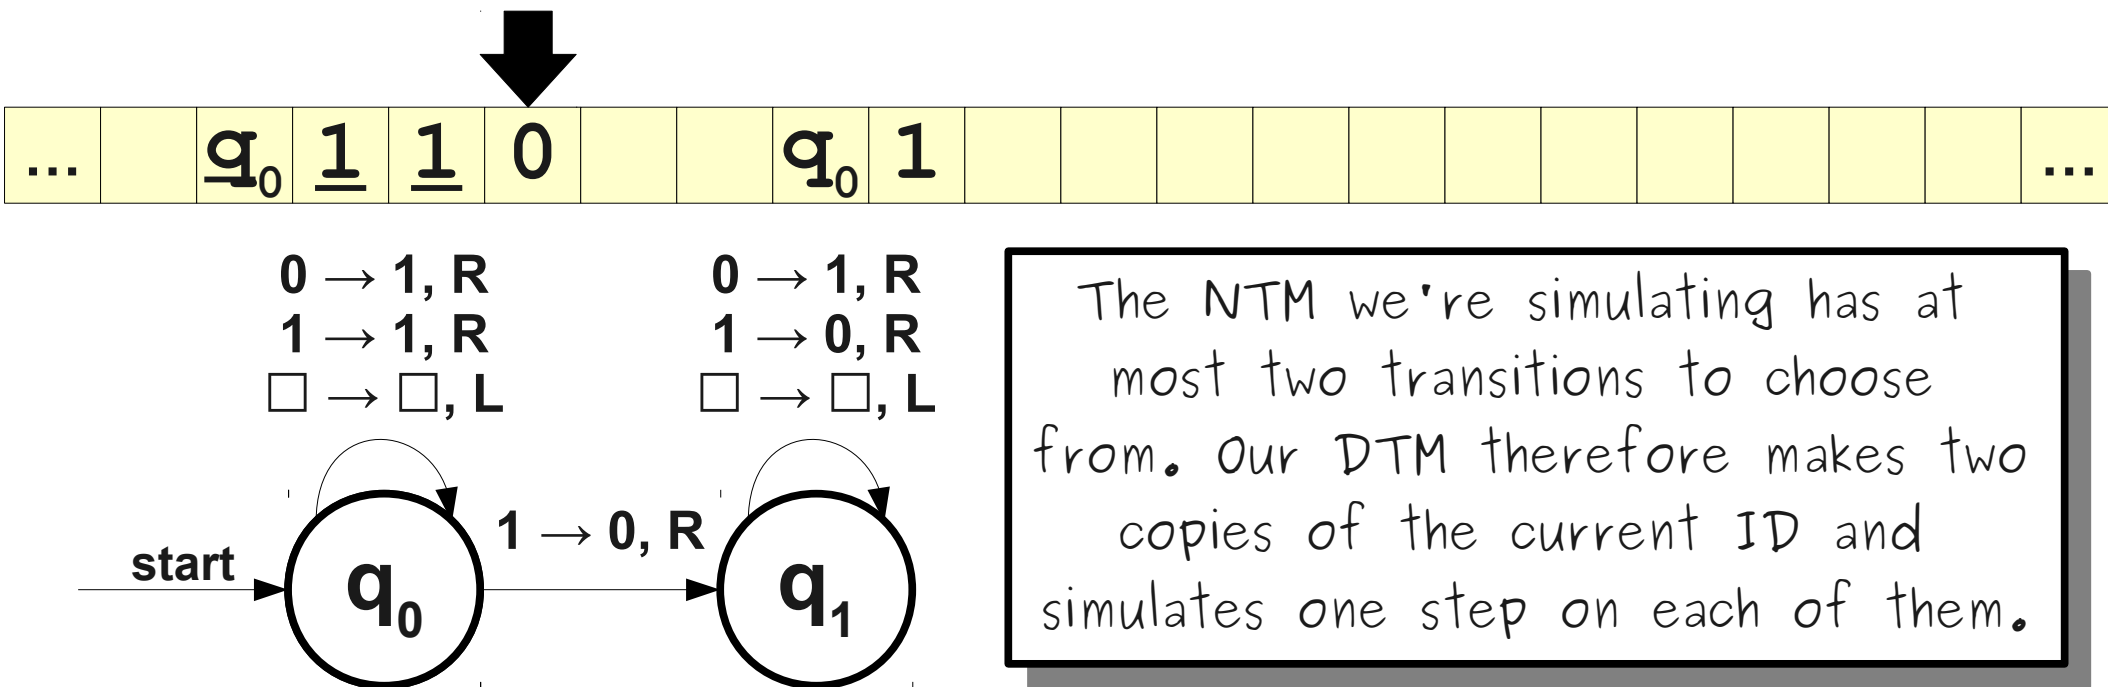 ... q0 1 1 0 q0 1 ...
0 → 1, R
1 → 1, R
□ → □, L
0 → 1, R
1 → 0, R
□ → □, L
start
q0
1 → 0, R
q1
The NTM we're simulating has at
most two transitions to choose
from. Our DTM therefore makes two
copies of the current ID and
simulates one step on each of them.